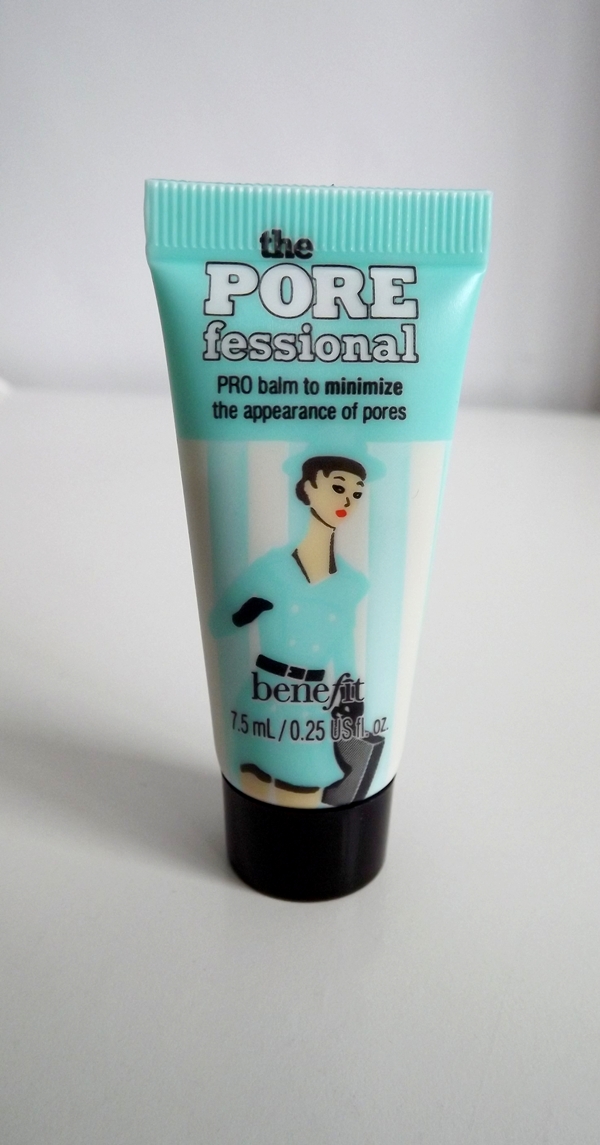 the
PORE
fessional
PRO balm to minimize
the appearance of pores
benefit
7.5 mL / 0.25 US fl. oz.